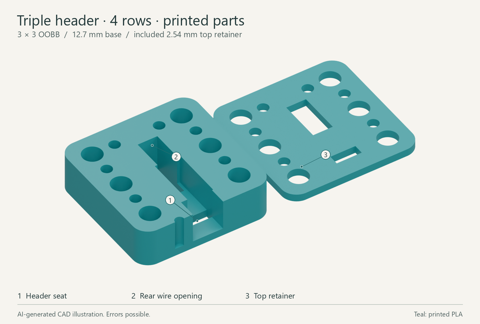 Triple header · 4 rows · printed parts
3 × 3 OOBB / 12.7 mm base / included 2.54 mm top retainer
2
3
1
1 Header seat
2 Rear wire opening
3 Top retainer
AI-generated CAD illustration. Errors possible.
Teal: printed PLA